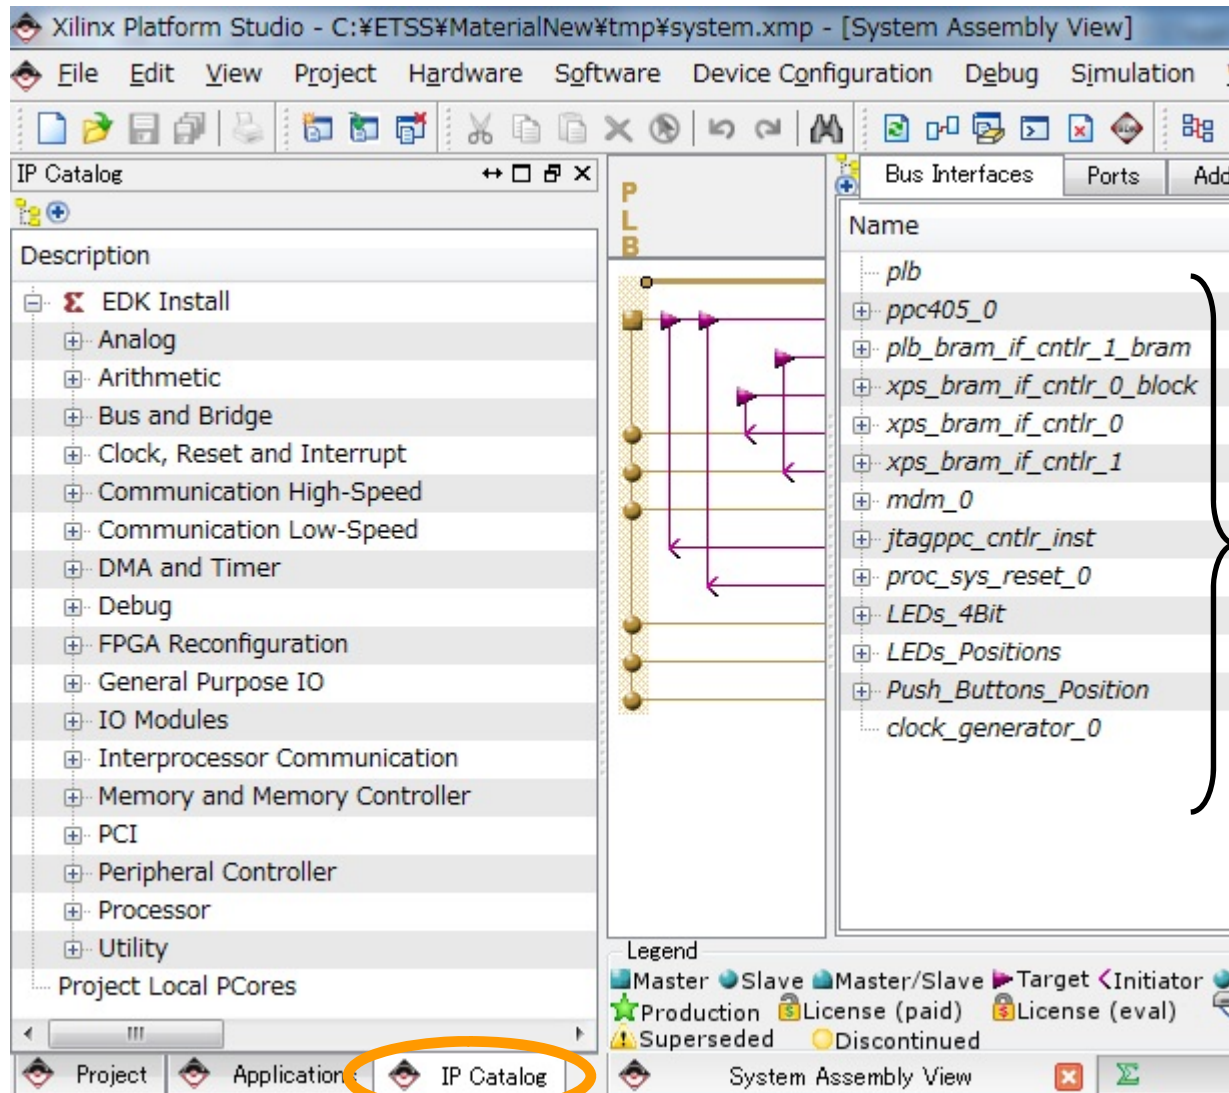 Xilinx Platform Studio - C:¥ETSS¥MaterialNew¥tmp¥system.xmp - [System Assembly View]
File Edit View Project Hardware Software Device Configuration Debug Simulation
IP Catalog
Bus Interfaces Ports Add
P
L
B
Name
Description
EDK Install
Analog
Arithmetic
Bus and Bridge
Clock, Reset and Interrupt
Communication High-Speed
Communication Low-Speed
DMA and Timer
Debug
FPGA Reconfiguration
General Purpose IO
IO Modules
Interprocessor Communication
Memory and Memory Controller
PCI
Peripheral Controller
Processor
Utility
Project Local PCores
plb
ppc405_0
plb_bram_if_cntlr_1_bram
xps_bram_if_cntlr_0_block
xps_bram_if_cntlr_0
xps_bram_if_cntlr_1
mdm_0
jtagppc_cntlr_inst
proc_sys_reset_0
LEDs_4Bit
LEDs_Positions
Push_Buttons_Position
clock_generator_0
Legend
Master Slave Master/Slave Target Initiator
Production License (paid) License (eval)
Superseded Discontinued
Project Applications IP Catalog System Assembly View